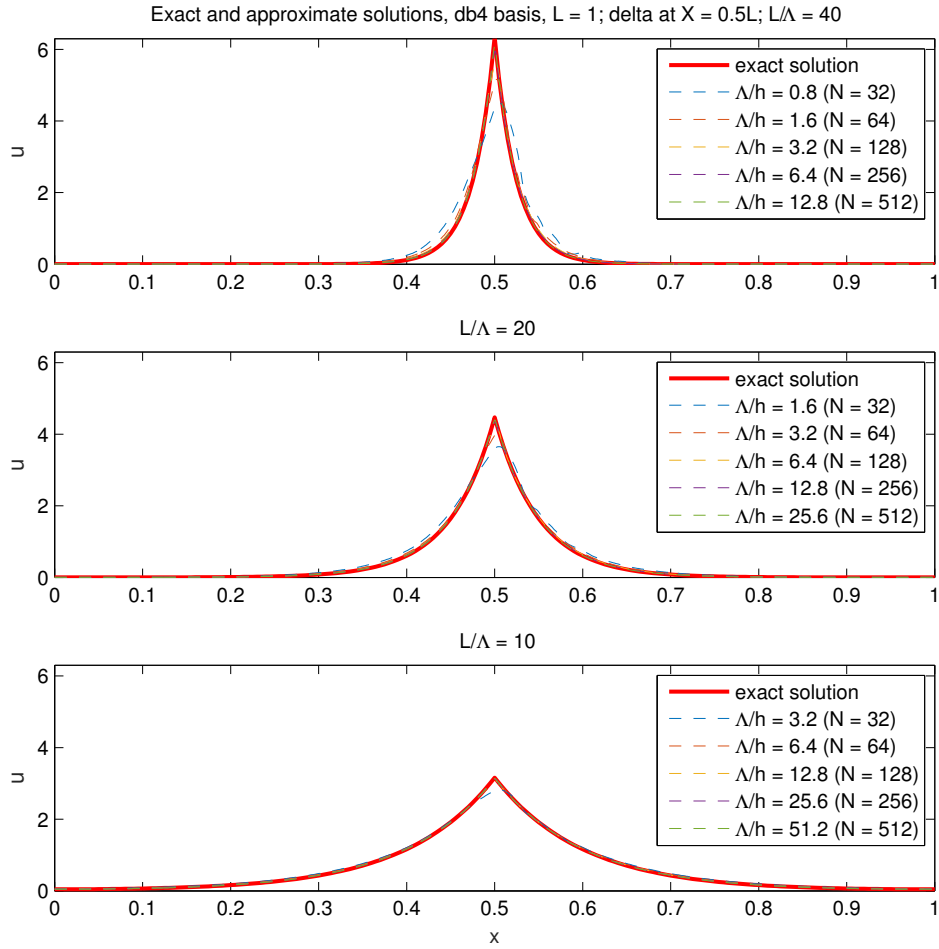 Exact and approximate solutions, db4 basis, L = 1; delta at X = 0.5L; L/Λ = 40
6
4
2
0
u
exact solution
Λ/h = 0.8 (N = 32)
Λ/h = 1.6 (N = 64)
Λ/h = 3.2 (N = 128)
Λ/h = 6.4 (N = 256)
Λ/h = 12.8 (N = 512)
0 0.1 0.2 0.3 0.4 0.5 0.6 0.7 0.8 0.9 1
L/Λ = 20
6
4
2
0
u
exact solution
Λ/h = 1.6 (N = 32)
Λ/h = 3.2 (N = 64)
Λ/h = 6.4 (N = 128)
Λ/h = 12.8 (N = 256)
Λ/h = 25.6 (N = 512)
0 0.1 0.2 0.3 0.4 0.5 0.6 0.7 0.8 0.9 1
L/Λ = 10
6
4
2
0
u
exact solution
Λ/h = 3.2 (N = 32)
Λ/h = 6.4 (N = 64)
Λ/h = 12.8 (N = 128)
Λ/h = 25.6 (N = 256)
Λ/h = 51.2 (N = 512)
0 0.1 0.2 0.3 0.4 0.5 0.6 0.7 0.8 0.9 1
x